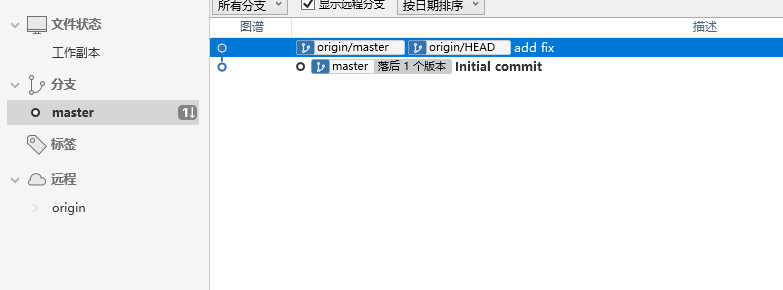 所有分支 显示远程分支 按日期排序
文件状态
工作副本
分支
master 1↓
标签
远程
origin
图谱 描述
origin/master origin/HEAD add fix
master 落后 1 个版本 Initial commit